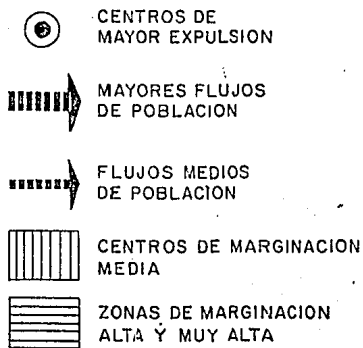 CENTROS DE
MAYOR EXPULSION
MAYORES FLUJOS
DE POBLACION
FLUJOS MEDIOS
DE POBLACION
CENTROS DE MARGINACION
MEDIA
ZONAS DE MARGINACION
ALTA Y MUY ALTA